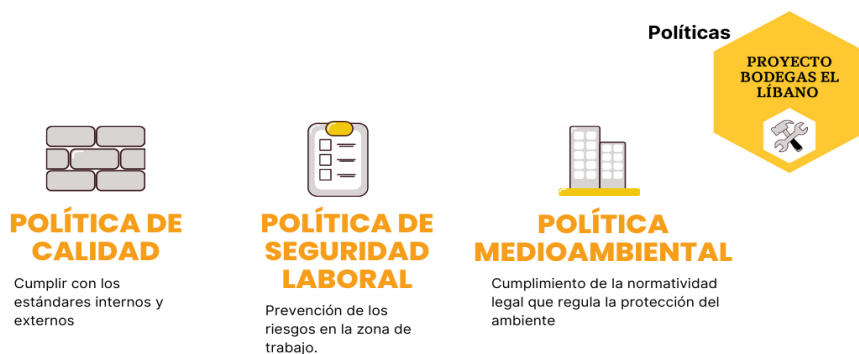 Políticas
PROYECTO
BODEGAS EL
LÍBANO
POLÍTICA DE
CALIDAD
Cumplir con los
estándares internos y
externos
POLÍTICA DE
SEGURIDAD
LABORAL
Prevención de los
riesgos en la zona de
trabajo.
POLÍTICA
MEDIOAMBIENTAL
Cumplimiento de la normatividad
legal que regula la protección del
ambiente